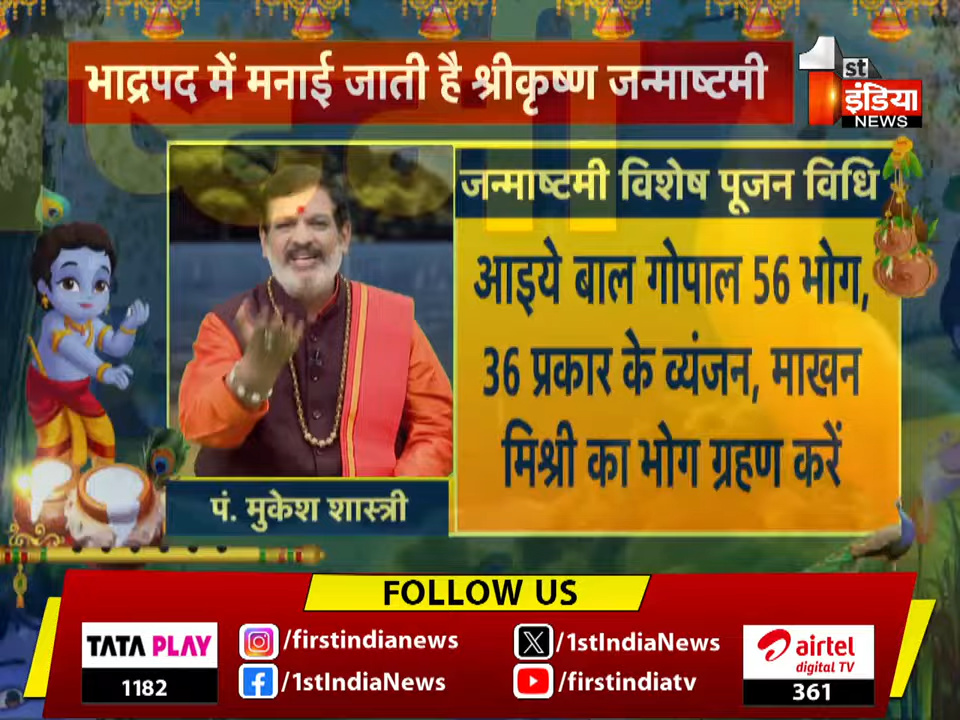 भाद्रपद में मनाई जाती है श्रीकृष्ण जन्माष्टमी
1st
इंडिया
NEWS
जन्माष्टमी विशेष पूजन विधि
आइये बाल गोपाल 56 भोग,
36 प्रकार के व्यंजन, माखन
मिश्री का भोग ग्रहण करें
पं. मुकेश शास्त्री
FOLLOW US
TATA PLAY
1182
/firstindianews
/1stIndiaNews
/1stIndiaNews
/firstindiatv
airtel
digital TV
361